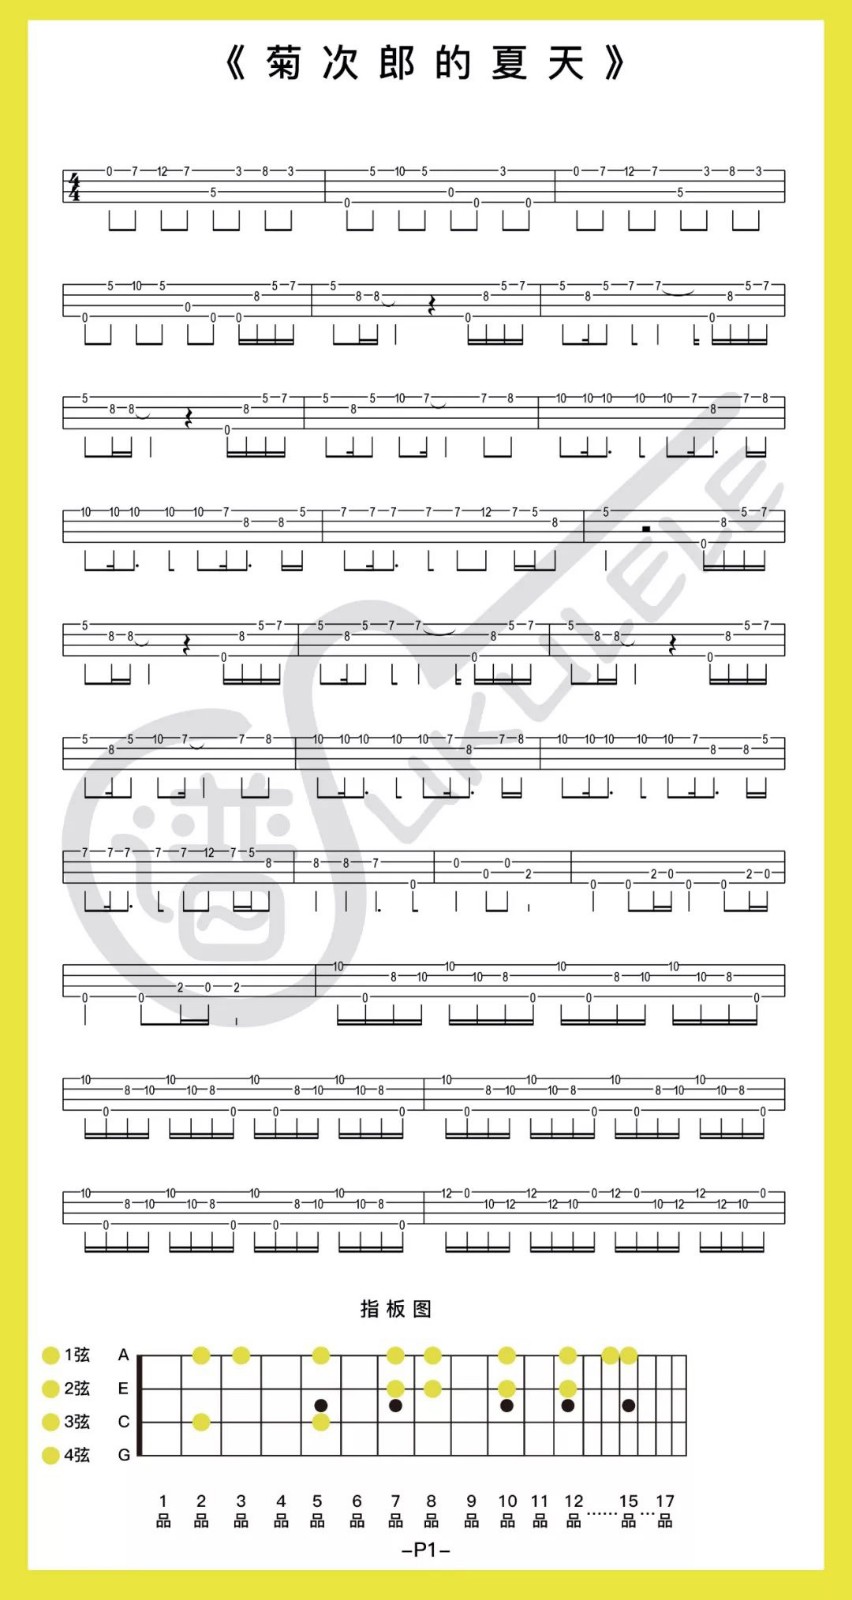 《菊次郎的夏天》
4/4 0 7 12 7 5 3 8 3 0 5 10 5 0 0 3 0 0 7 12 7 5 3 8 3
0 5 10 5 0 0 0 8 5 7 5 8 8 0 8 5 7 5 8 5 7 7 0 8 5 7
5 8 8 0 8 5 7 5 8 5 10 7 7 8 10 10 10 10 10 7 8 7 8
10 10 10 10 10 7 8 8 5 7 7 7 7 7 12 7 5 8 5 0 8 5 7
5 8 8 0 8 5 7 5 8 5 7 7 0 8 5 7 5 8 8 0 8 5 7
5 8 5 10 7 7 8 10 10 10 10 10 7 8 7 8 10 10 10 10 10 7 8 8 5
7 7 7 7 7 12 7 5 8 8 8 7 0 0 0 0 2 0 0 2 0 0 0 2 0
0 0 2 0 2 10 0 8 10 10 10 8 0 10 0 8 10 10 10 8 0
10 0 8 10 10 10 8 0 10 0 8 10 10 10 8 0 10 0 8 10 10 10 8 0 10 0 8 10 10 10 8 0
10 0 8 10 10 10 8 0 10 0 8 10 10 10 8 0 12 0 10 12 12 12 10 0 12 0 10 12 12 12 10 0
谱 UKULELE
指板图
1弦 A
2弦 E
3弦 C
4弦 G
1 2 3 4 5 6 7 8 9 10 11 12 ······ 15 ··· 17
品 品 品 品 品 品 品 品 品 品 品 品 品 品
–P1–